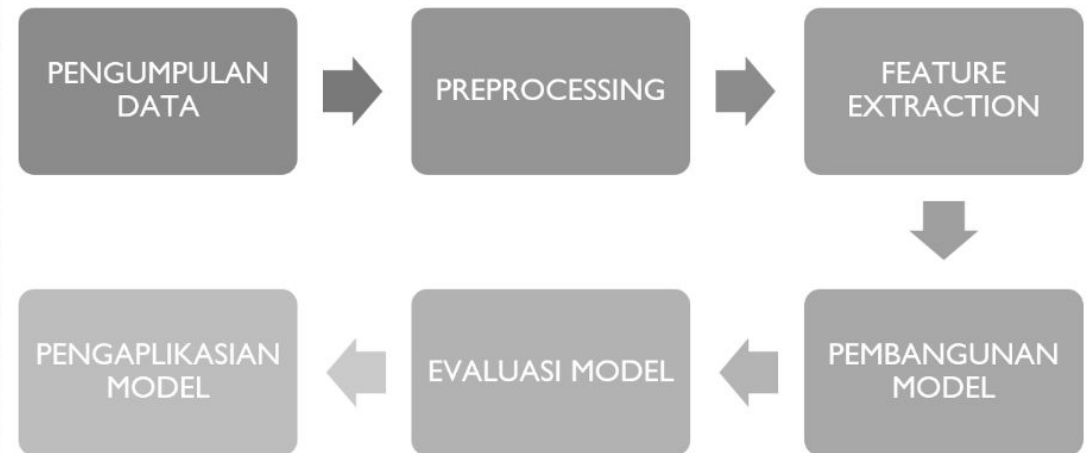 PENGUMPULAN
DATA
PREPROCESSING
FEATURE
EXTRACTION
PEMBANGUNAN
MODEL
EVALUASI MODEL
PENGAPLIKASIAN
MODEL